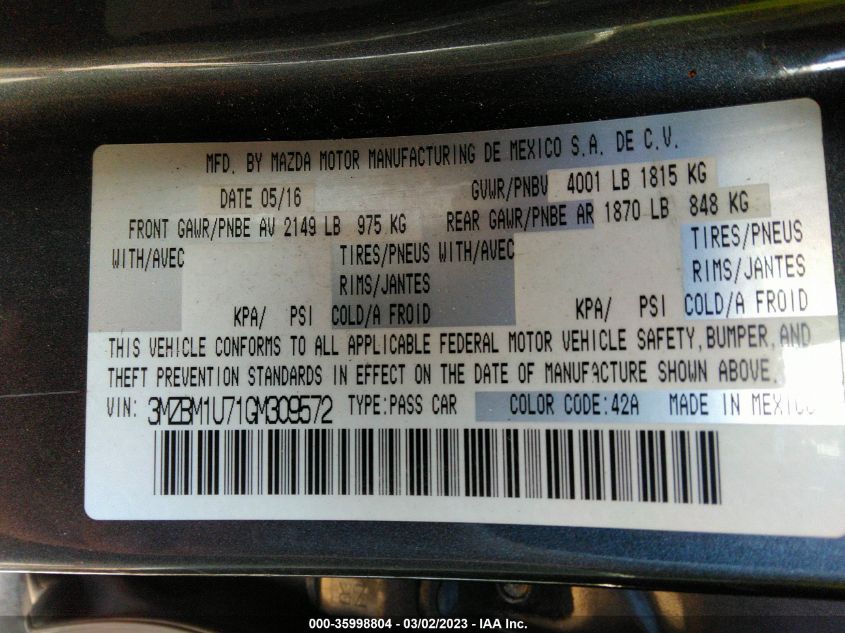 MFD. BY MAZDA MOTOR MANUFACTURING DE MEXICO S.A. DE C.V.
DATE 05/16 GVWR/PNBV 4001 LB 1815 KG
FRONT GAWR/PNBE AV 2149 LB 975 KG REAR GAWR/PNBE AR 1870 LB 848 KG
WITH/AVEC TIRES/PNEUS WITH/AVEC TIRES/PNEUS
RIMS/JANTES RIMS/JANTES
KPA/ PSI COLD/A FROID KPA/ PSI COLD/A FROID
THIS VEHICLE CONFORMS TO ALL APPLICABLE FEDERAL MOTOR VEHICLE SAFETY, BUMPER, AND
THEFT PREVENTION STANDARDS IN EFFECT ON THE DATE OF MANUFACTURE SHOWN ABOVE.
VIN: 3MZBM1U71GM309572 TYPE:PASS CAR COLOR CODE:42A MADE IN MEXICO
000-35998804 - 03/02/2023 - IAA Inc.